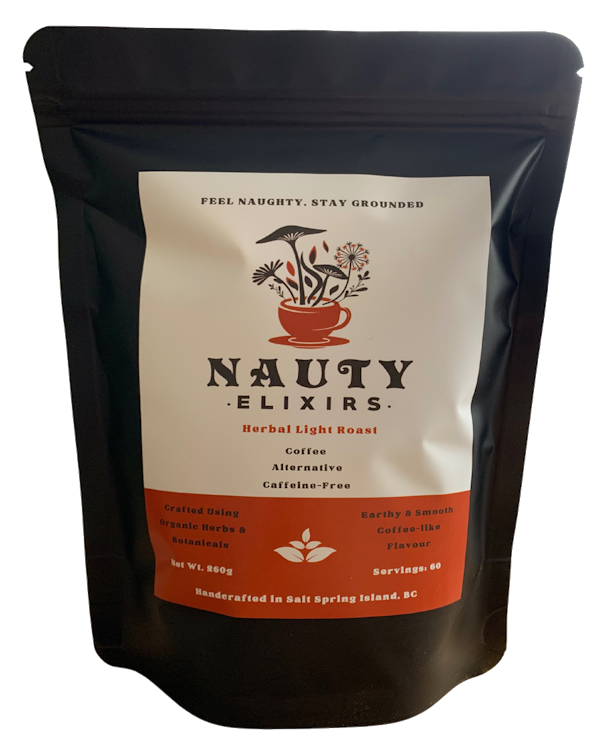 FEEL NAUGHTY. STAY GROUNDED
NAUTY
·ELIXIRS·
Herbal Light Roast
Coffee
Alternative
Caffeine-Free
Crafted Using
Organic Herbs &
Botanicals
Net Wt. 260g
Earthy & Smooth
Coffee-like
Flavour
Servings: 60
Handcrafted in Salt Spring Island, BC